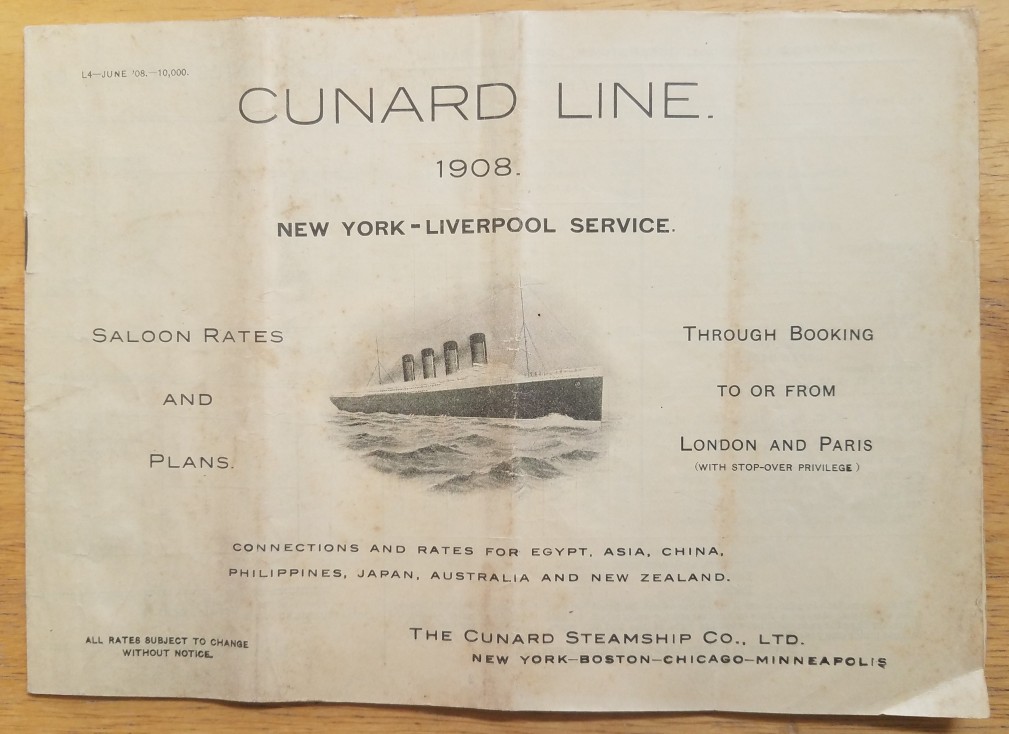 L4—JUNE '08.—10,000.
CUNARD LINE.
1908.
NEW YORK-LIVERPOOL SERVICE.
SALOON RATES
AND
PLANS.
THROUGH BOOKING
TO OR FROM
LONDON AND PARIS
(WITH STOP-OVER PRIVILEGE)
CONNECTIONS AND RATES FOR EGYPT, ASIA, CHINA,
PHILIPPINES, JAPAN, AUSTRALIA AND NEW ZEALAND.
ALL RATES SUBJECT TO CHANGE
WITHOUT NOTICE.
THE CUNARD STEAMSHIP CO., LTD.
NEW YORK—BOSTON—CHICAGO—MINNEAPOLIS